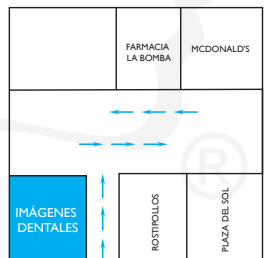 FARMACIA
LA BOMBA
MCDONALD'S
IMÁGENES
DENTALES
ROSTIPOLLOS
PLAZA DEL SOL
®